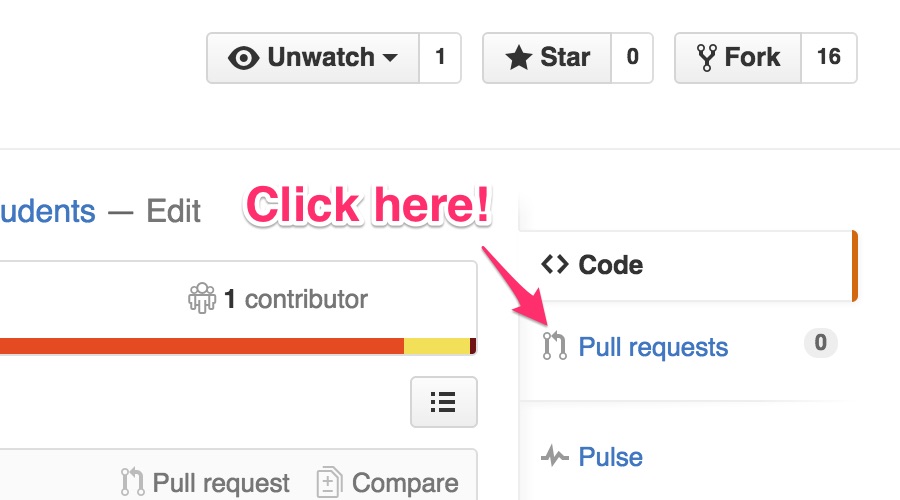 Unwatch 1 Star 0 Fork 16
udents — Edit
Click here!
Code
1 contributor
Pull requests 0
Pulse
Pull request Compare